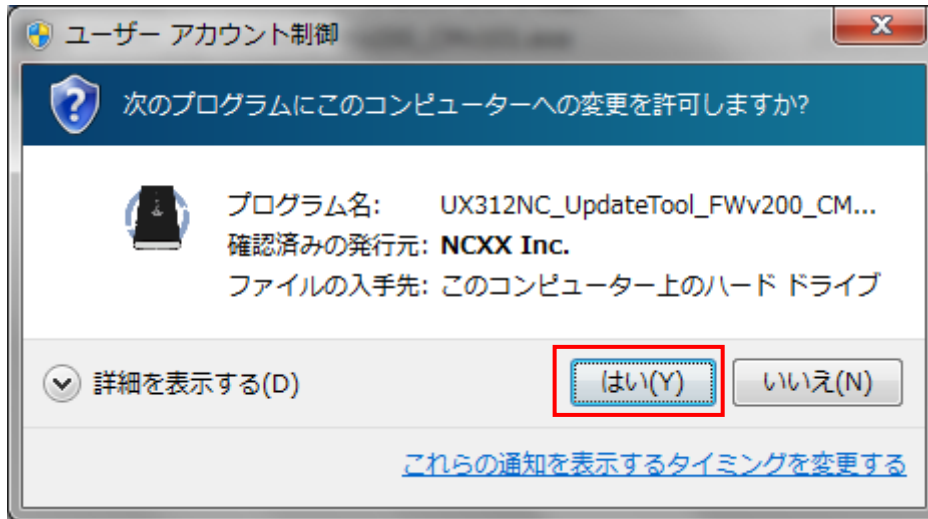 ユーザー アカウント制御
次のプログラムにこのコンピューターへの変更を許可しますか?
プログラム名: UX312NC_UpdateTool_FWv200_CM...
確認済みの発行元: NCXX Inc.
ファイルの入手先: このコンピューター上のハード ドライブ
詳細を表示する(D) はい(Y) いいえ(N)
これらの通知を表示するタイミングを変更する